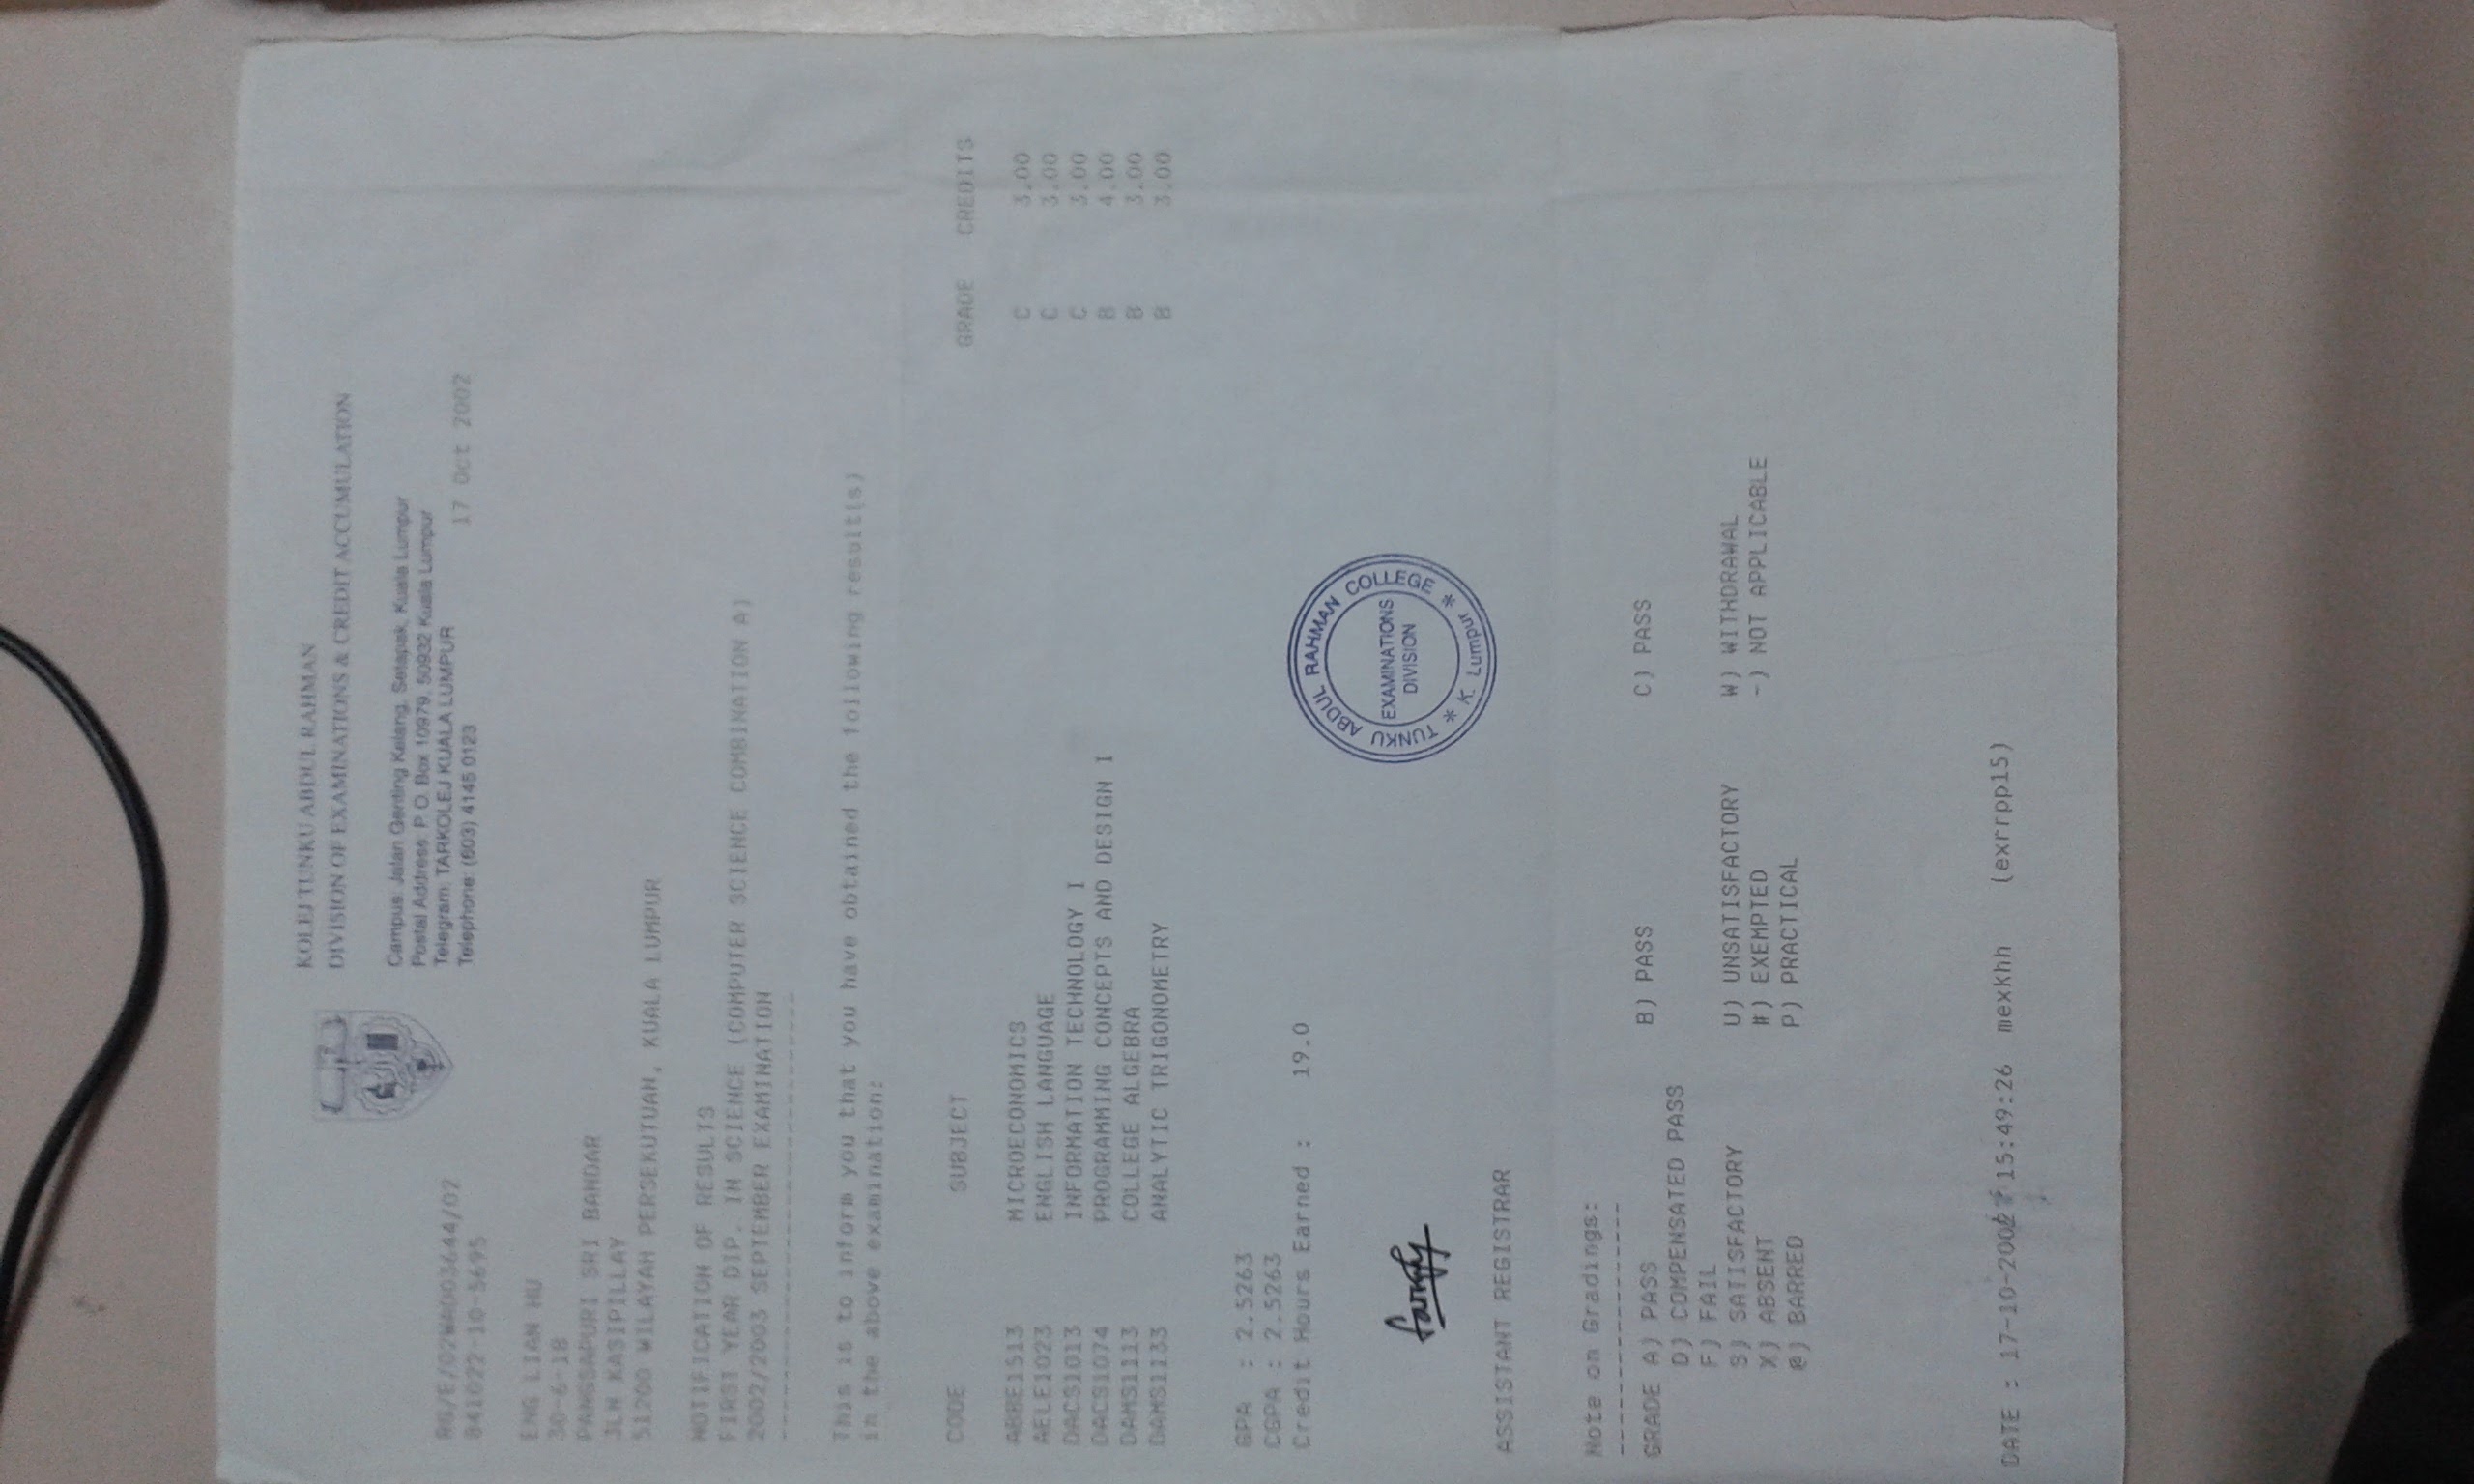 KOLEJ TUNKU ABDUL RAHMAN
DIVISION OF EXAMINATIONS & CREDIT ACCUMULATION
Campus: Jalan Genting Kelang, Setapak, Kuala Lumpur
Postal Address: P. O. Box 10979, 50932 Kuala Lumpur
Telegram: TARKOLEJ KUALA LUMPUR
Telephone: (603) 4145 0123
17 Oct 2002
841022-10-5695
ENG LIAN HU
30-6-18
PANGSAPURI SRI BANDAR
JLN KASIPILLAY
51200 WILAYAH PERSEKUTUAN, KUALA LUMPUR
NOTIFICATION OF RESULTS
FIRST YEAR DIP. IN SCIENCE (COMPUTER SCIENCE COMBINATION A)
2002/2003 SEPTEMBER EXAMINATION
This is to inform you that you have obtained the following result(s)
in the above examination:
CODE SUBJECT GRADE CREDITS
ABBE1513 MICROECONOMICS C 3.00
AELE1023 ENGLISH LANGUAGE C 3.00
DACS1013 INFORMATION TECHNOLOGY I C 3.00
DACS1074 PROGRAMMING CONCEPTS AND DESIGN I B 4.00
DAMS1113 COLLEGE ALGEBRA B 3.00
DAMS1133 ANALYTIC TRIGONOMETRY B 3.00
GPA : 2.5263
CGPA : 2.5263
Credit Hours Earned : 19.0
TUNKU ABDUL RAHMAN COLLEGE
* K. Lumpur *
EXAMINATIONS
DIVISION
ASSISTANT REGISTRAR
Note on Gradings:
GRADE A) PASS B) PASS C) PASS
D) COMPENSATED PASS
F) FAIL
S) SATISFACTORY U) UNSATISFACTORY W) WITHDRAWAL
X) ABSENT #) EXEMPTED -) NOT APPLICABLE
@) BARRED P) PRACTICAL
DATE : 17-10-2002 15:49:26 mexkhh (exrrpp15)